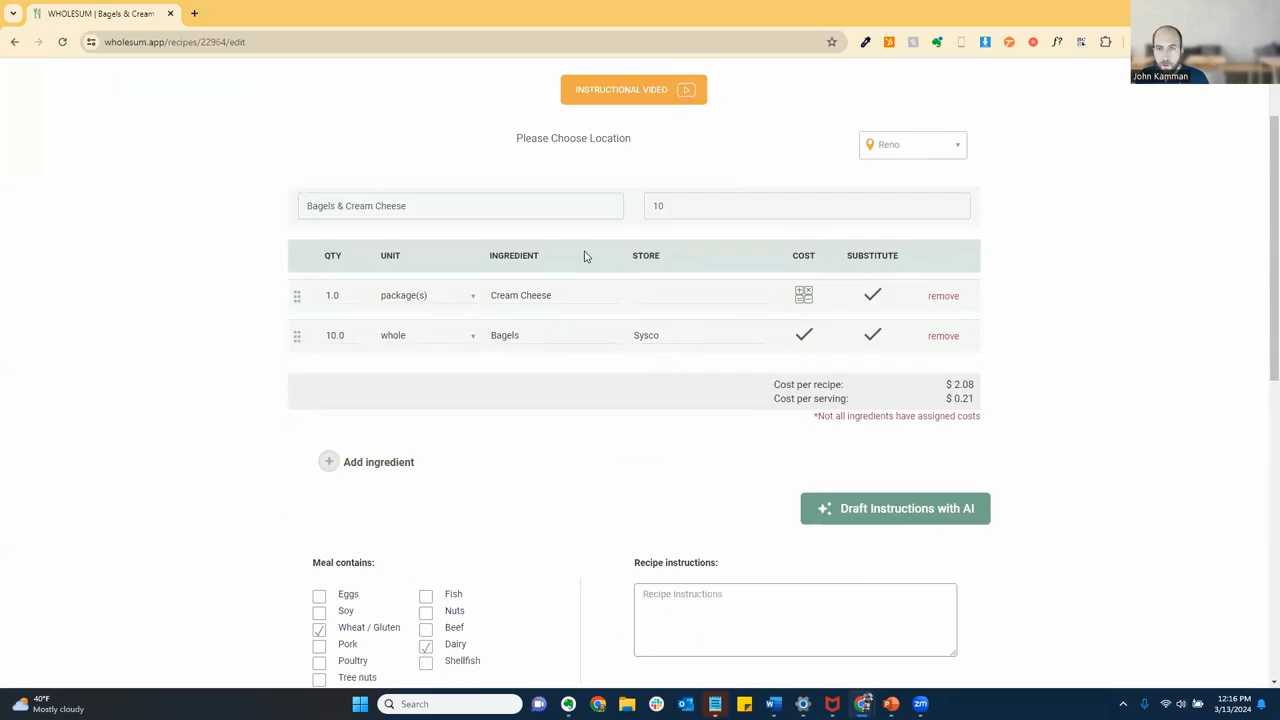 WHOLESUM | Bagels & Cream
wholesum.app/recipes/22964/edit
f?
John Kamman
INSTRUCTIONAL VIDEO
Please Choose Location
Reno
Bagels & Cream Cheese
10
QTY UNIT INGREDIENT STORE COST SUBSTITUTE
1.0 package(s) Cream Cheese remove
10.0 whole Bagels Sysco remove
Cost per recipe: $ 2.08
Cost per serving: $ 0.21
*Not all ingredients have assigned costs
Add ingredient
Draft Instructions with AI
Meal contains:
Eggs Fish
Soy Nuts
Wheat / Gluten Beef
Pork Dairy
Poultry Shellfish
Tree nuts
Recipe instructions:
Recipe instructions
40°F
Mostly cloudy
Search
12:16 PM
3/13/2024